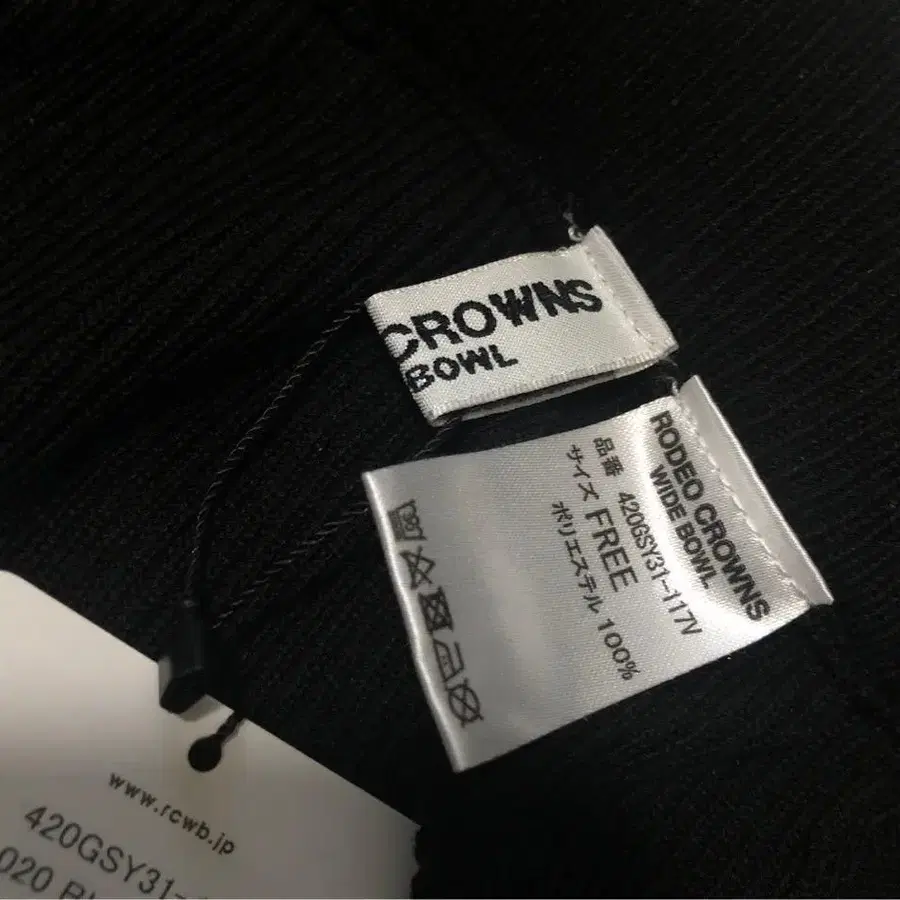 CROWNS
BOWL
RODEO CROWNS
WIDE BOWL
品番 420GSY31-117V
サイズ FREE
ポリエステル 100%
www.rcwb.jp
420GSY31-
020